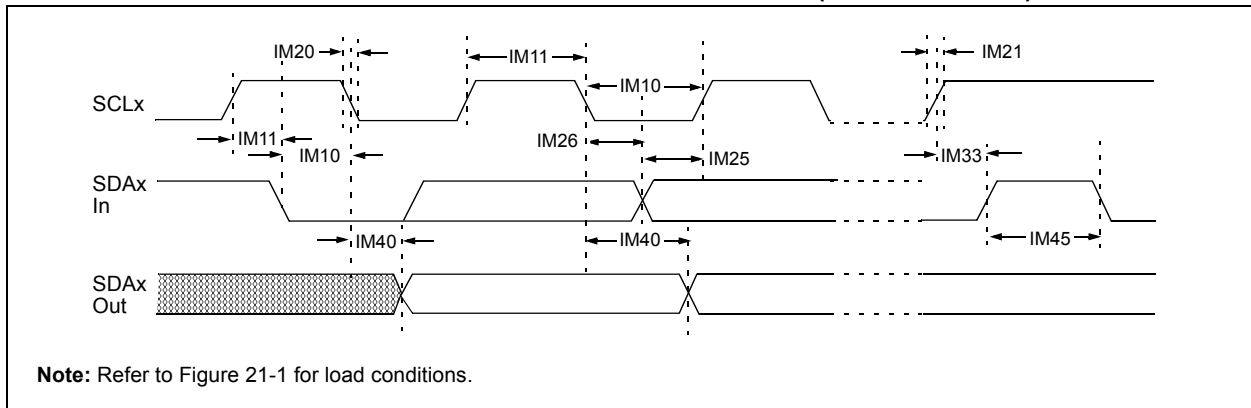 IM20
IM11
IM21
IM10
SCLx
IM11
IM26
IM10
IM25
IM33
SDAx
In
IM40
IM40
IM45
SDAx
Out
Note: Refer to Figure 21-1 for load conditions.